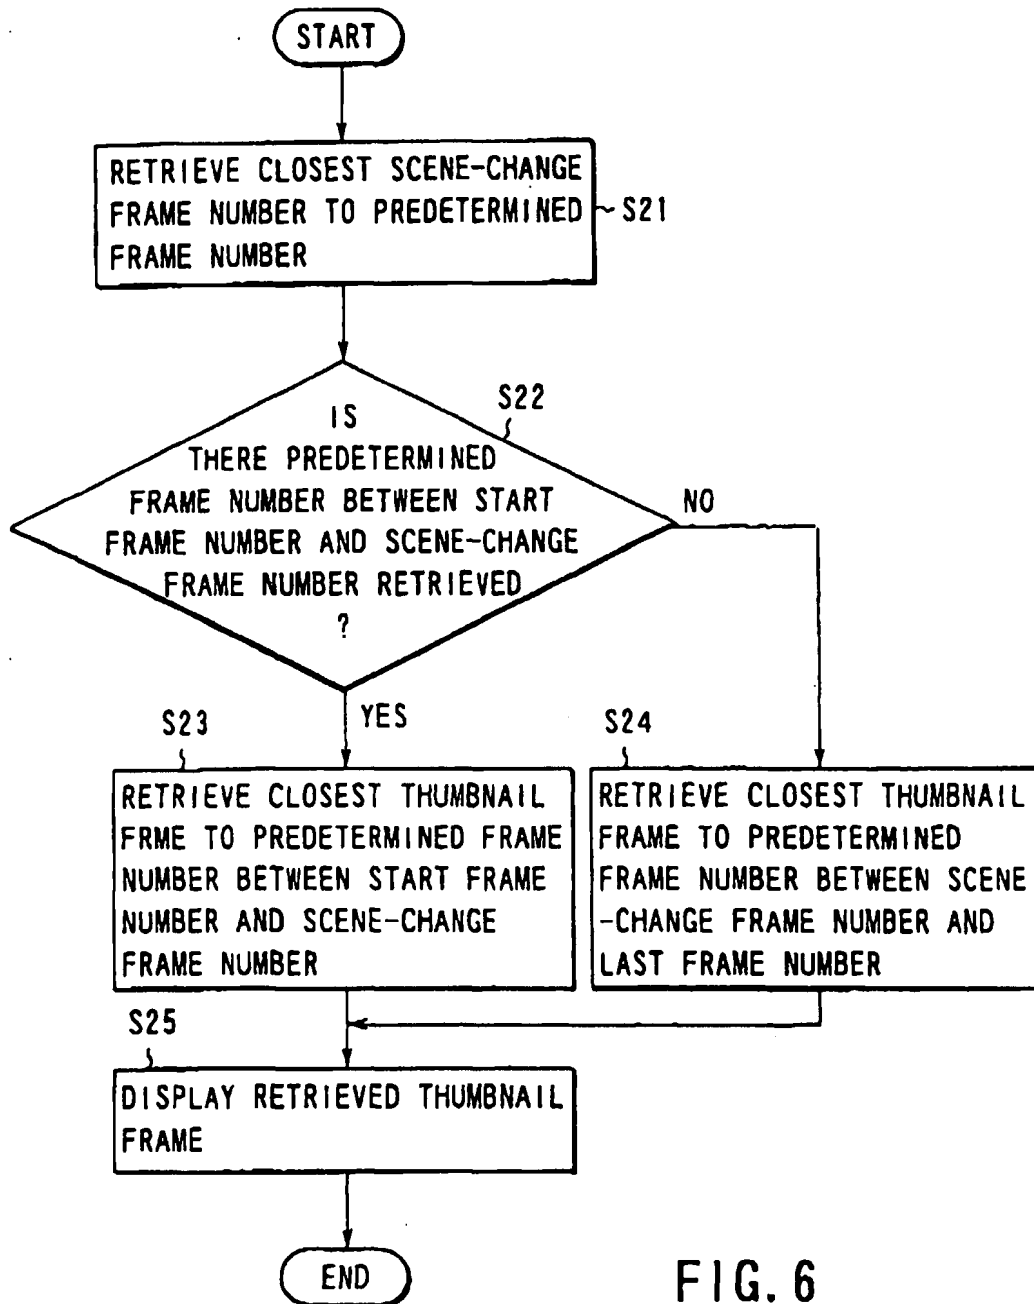 START
RETRIEVE CLOSEST SCENE-CHANGE
FRAME NUMBER TO PREDETERMINED
FRAME NUMBER
S21
S22
IS
THERE PREDETERMINED
FRAME NUMBER BETWEEN START
FRAME NUMBER AND SCENE-CHANGE
FRAME NUMBER RETRIEVED
?
NO
YES
S23
RETRIEVE CLOSEST THUMBNAIL
FRME TO PREDETERMINED FRAME
NUMBER BETWEEN START FRAME
NUMBER AND SCENE-CHANGE
FRAME NUMBER
S24
RETRIEVE CLOSEST THUMBNAIL
FRAME TO PREDETERMINED
FRAME NUMBER BETWEEN SCENE
-CHANGE FRAME NUMBER AND
LAST FRAME NUMBER
S25
DISPLAY RETRIEVED THUMBNAIL
FRAME
END
FIG. 6